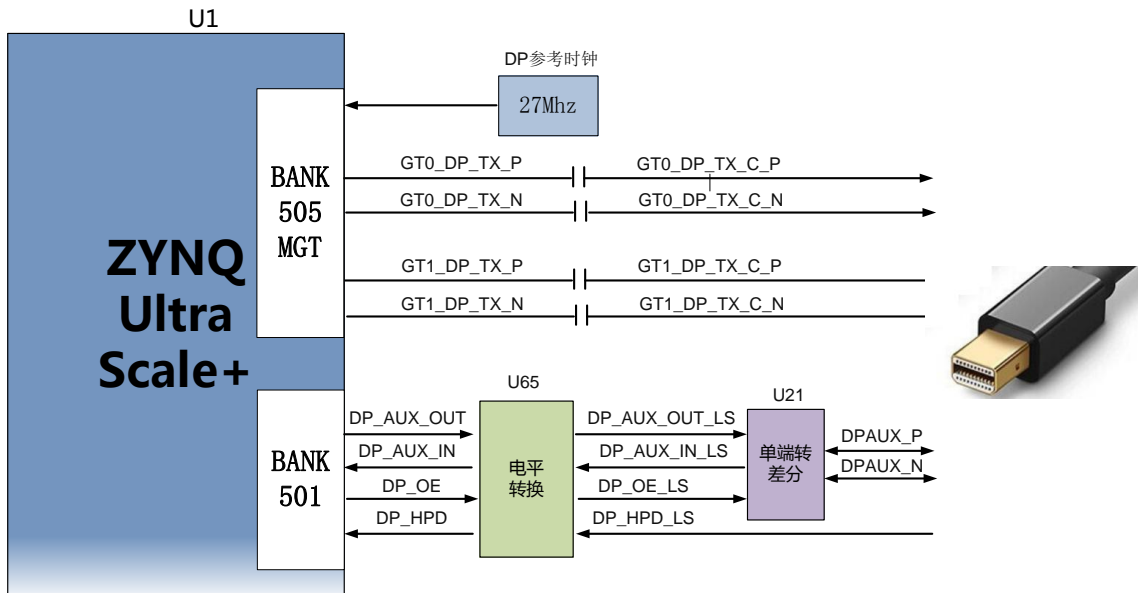 U1
DP参考时钟
27Mhz
BANK
505
MGT
GT0_DP_TX_P
GT0_DP_TX_C_P
GT0_DP_TX_N
GT0_DP_TX_C_N
GT1_DP_TX_P
GT1_DP_TX_C_P
GT1_DP_TX_N
GT1_DP_TX_C_N
ZYNQ
Ultra
Scale+
BANK
501
DP_AUX_OUT
DP_AUX_IN
DP_OE
DP_HPD
U65
电平
转换
DP_AUX_OUT_LS
DP_AUX_IN_LS
DP_OE_LS
DP_HPD_LS
U21
单端转
差分
DPAUX_P
DPAUX_N